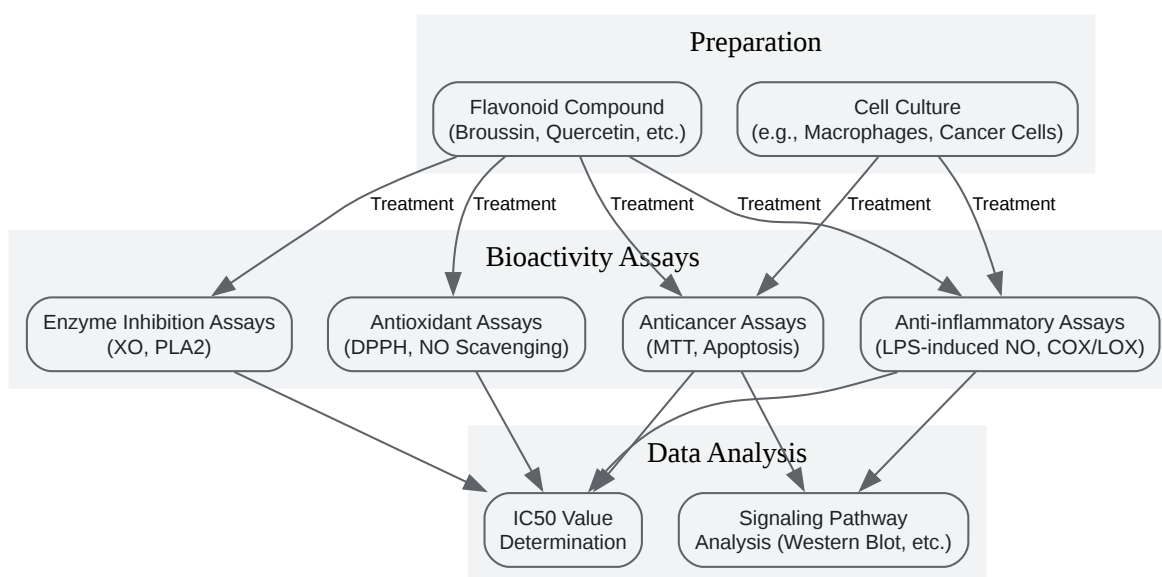 Preparation
Flavonoid Compound
(Broussin, Quercetin, etc.)
Cell Culture
(e.g., Macrophages, Cancer Cells)
Treatment
Treatment
Treatment
Treatment
Treatment
Treatment
Bioactivity Assays
Enzyme Inhibition Assays
(XO, PLA2)
Antioxidant Assays
(DPPH, NO Scavenging)
Anticancer Assays
(MTT, Apoptosis)
Anti-inflammatory Assays
(LPS-induced NO, COX/LOX)
Data Analysis
IC50 Value
Determination
Signaling Pathway
Analysis (Western Blot, etc.)